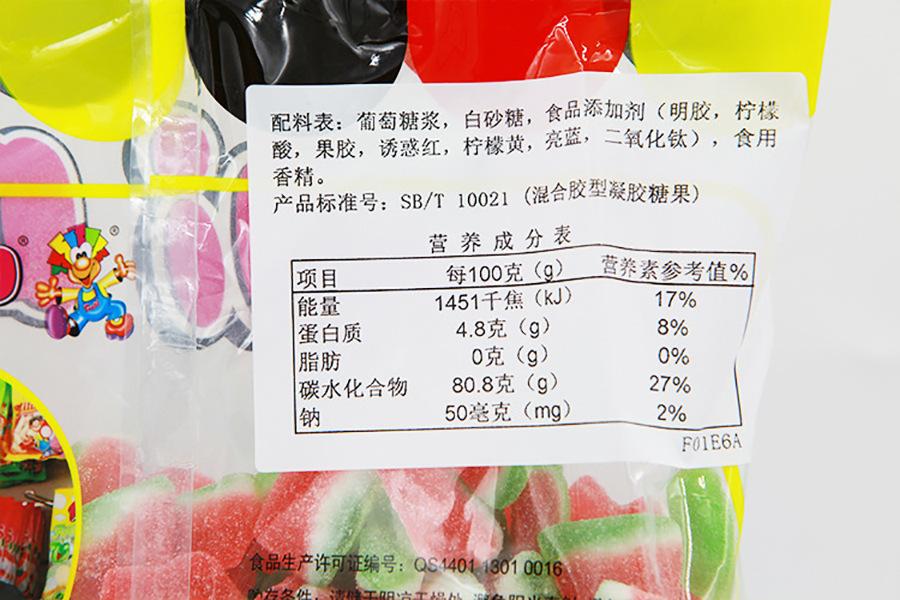 配料表：葡萄糖浆，白砂糖，食品添加剂（明胶，柠檬
酸，果胶，诱惑红，柠檬黄，亮蓝，二氧化钛），食用
香精。
产品标准号：SB/T 10021 (混合胶型凝胶糖果)
营养成分表
项目 每100克（g） 营养素参考值%
能量 1451千焦（kJ） 17%
蛋白质 4.8克（g） 8%
脂肪 0克（g） 0%
碳水化合物 80.8克（g） 27%
钠 50毫克（mg） 2%
F01E6A
食品生产许可证编号：QS4401 1301 0016